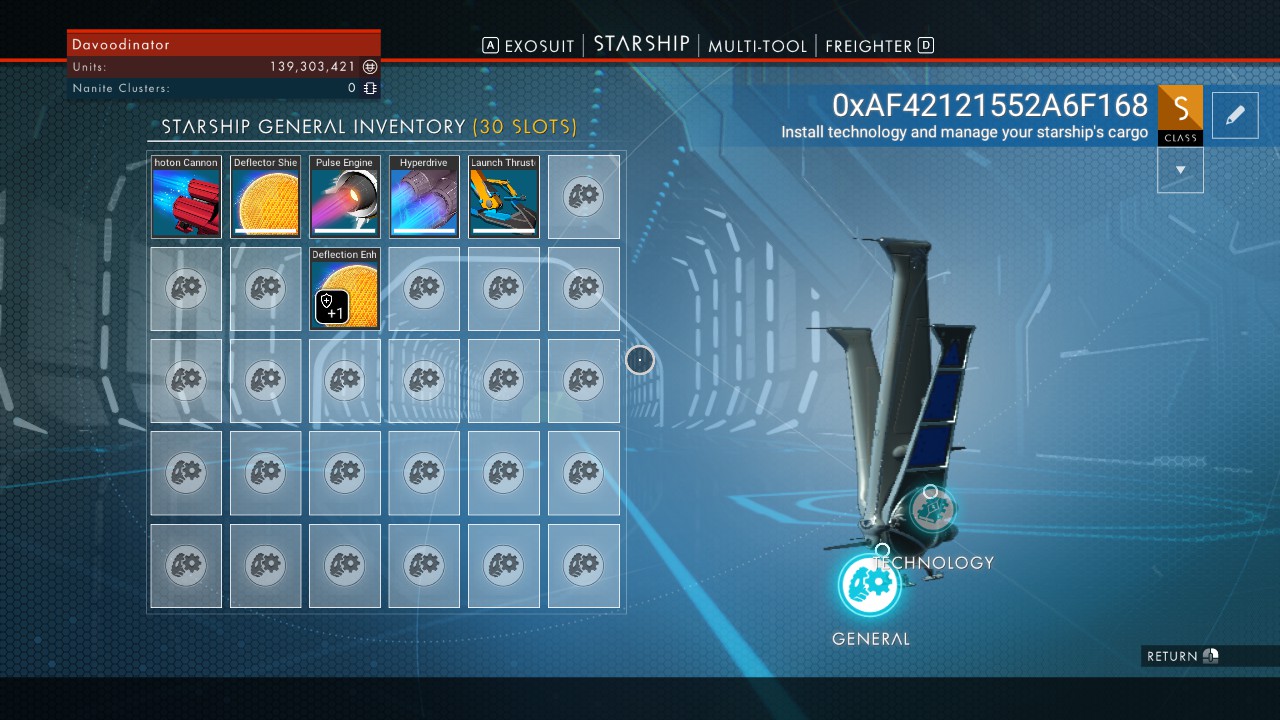 Davoodinator
Units: 139,303,421
Nanite Clusters: 0
A EXOSUIT STARSHIP MULTI-TOOL FREIGHTER D
0xAF42121552A6F168
Install technology and manage your starship's cargo
S
CLASS
STARSHIP GENERAL INVENTORY (30 SLOTS)
hoton Cannon Deflector Shie Pulse Engine Hyperdrive Launch Thrust
Deflection Enh
+1
TECHNOLOGY
GENERAL
RETURN